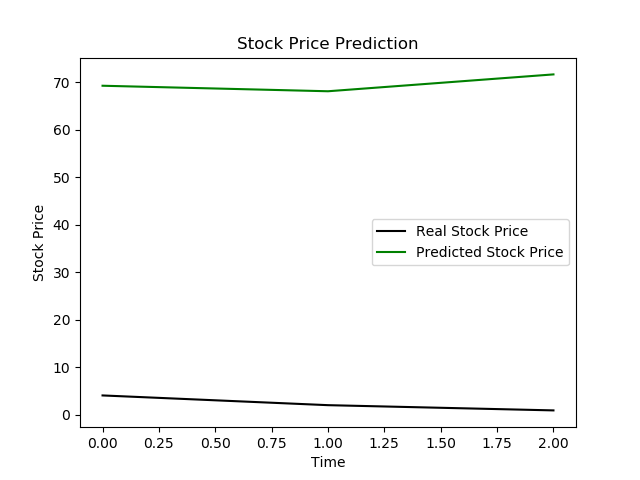 Stock Price Prediction
Stock Price
70
60
50
40
30
20
10
0
Real Stock Price
Predicted Stock Price
0.00 0.25 0.50 0.75 1.00 1.25 1.50 1.75 2.00
Time